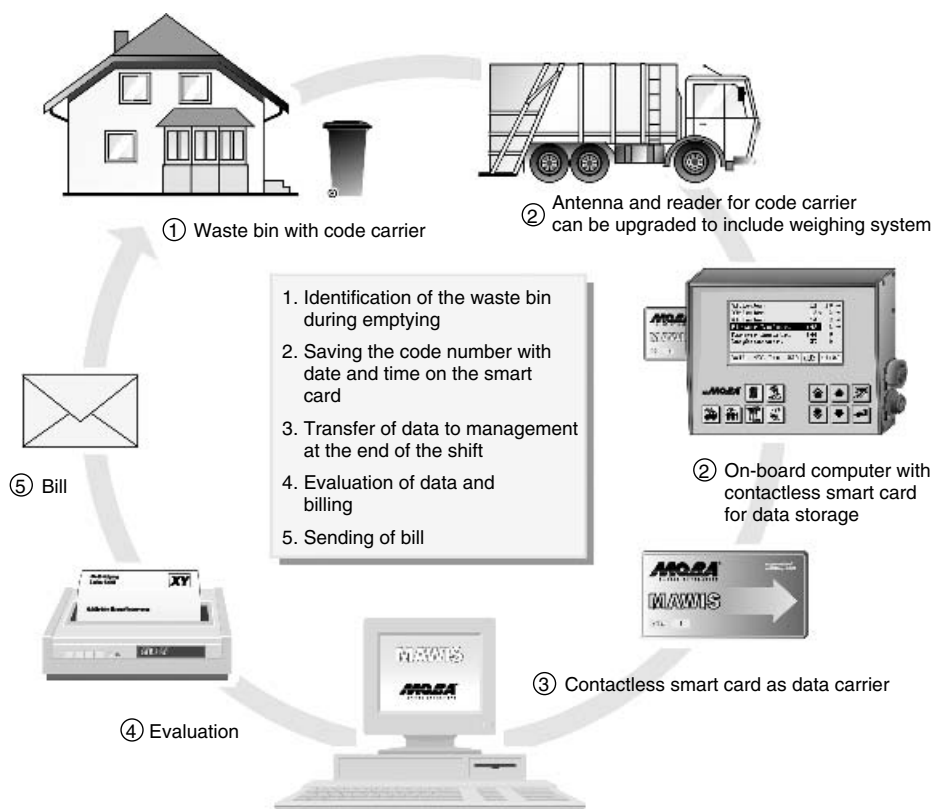 ① Waste bin with code carrier
② Antenna and reader for code carrier
can be upgraded to include weighing system
1. Identification of the waste bin
during emptying
2. Saving the code number with
date and time on the smart
card
3. Transfer of data to management
at the end of the shift
4. Evaluation of data and
billing
5. Sending of bill
MOBA
② On-board computer with
contactless smart card
for data storage
⑤ Bill
MOBA
MAWIS
XY
MAWIS
MOBA
③ Contactless smart card as data carrier
④ Evaluation